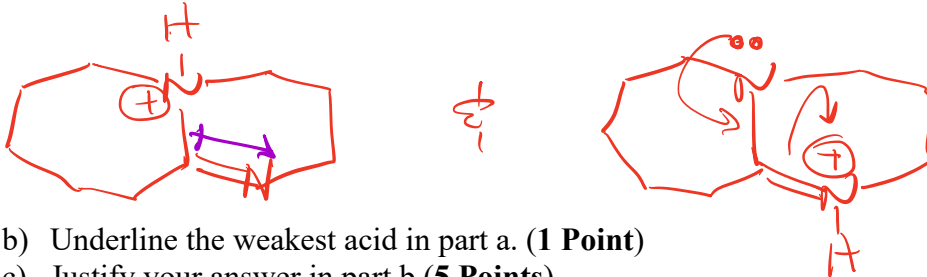 H
N
+
&
N
+
N
N
H
b) Underline the weakest acid in part a. (1 Point)
c) Justify your answer in part b (5 Points)